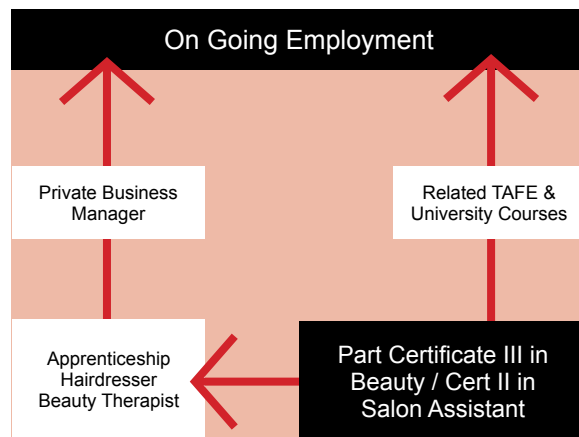 On Going Employment
Private Business
Manager
Related TAFE &
University Courses
Apprenticeship
Hairdresser
Beauty Therapist
Part Certificate III in
Beauty / Cert II in
Salon Assistant